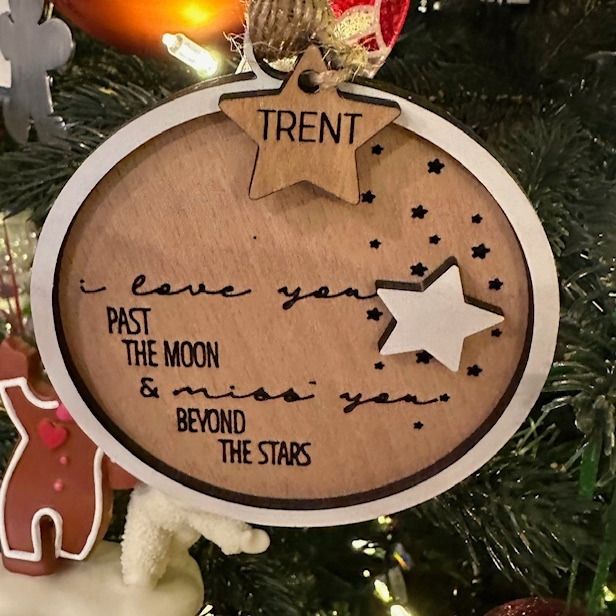 TRENT
i love you
PAST
THE MOON
& miss you
BEYOND
THE STARS